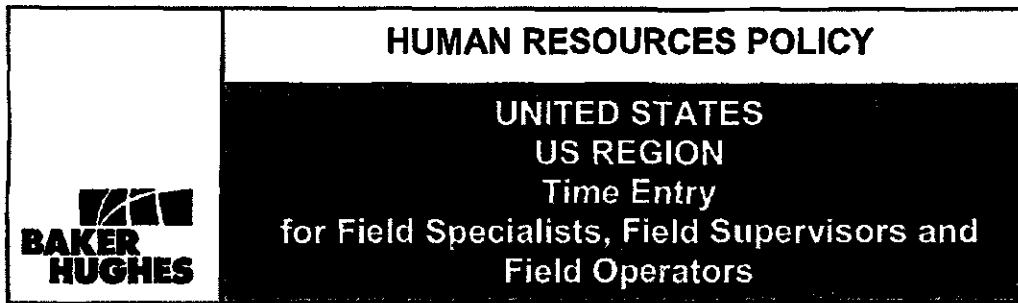 HUMAN RESOURCES POLICY
UNITED STATES
US REGION
Time Entry
for Field Specialists, Field Supervisors and
Field Operators
BAKER
HUGHES